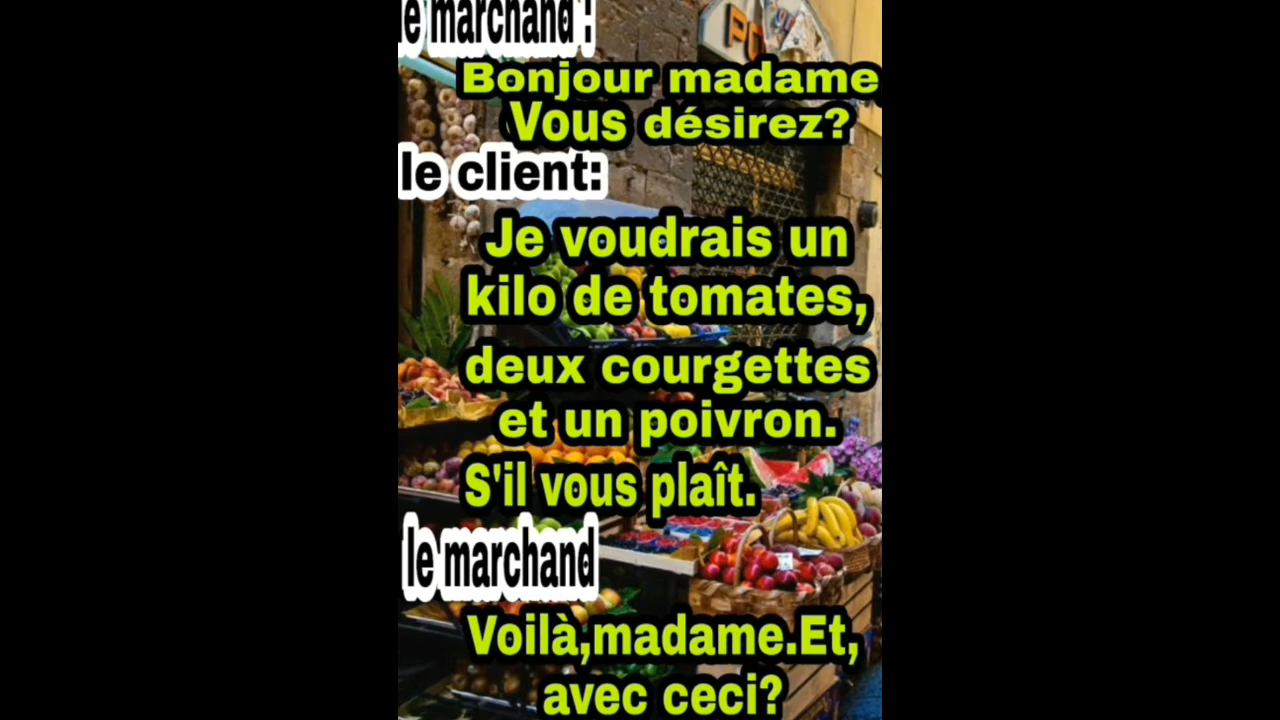 le marchand :
Bonjour madame
Vous désirez?
le client:
Je voudrais un
kilo de tomates,
deux courgettes
et un poivron.
S'il vous plaît.
le marchand
Voilà,madame.Et,
avec ceci?